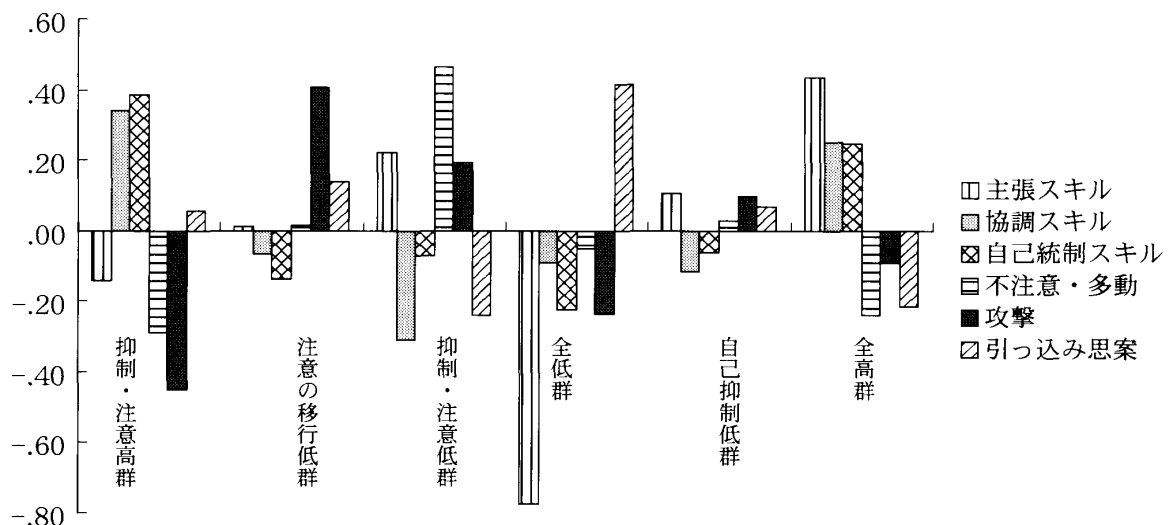 .60
.40
.20
.00
−.20
−.40
−.60
−.80
抑制・注意高群
注意の移行低群
抑制・注意低群
全低群
自己抑制低群
全高群
主張スキル
協調スキル
自己統制スキル
不注意・多動
攻撃
引っ込み思案